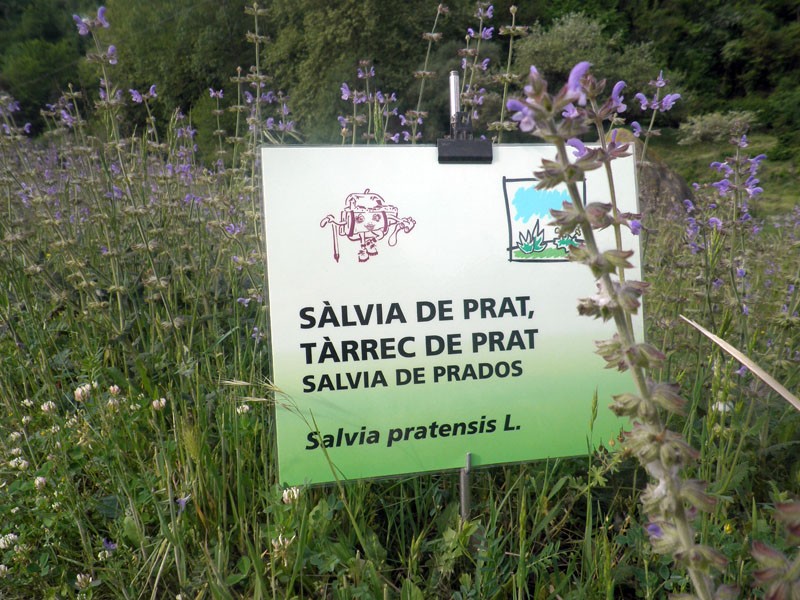 SÀLVIA DE PRAT,
TÀRREC DE PRAT
SALVIA DE PRADOS
Salvia pratensis L.